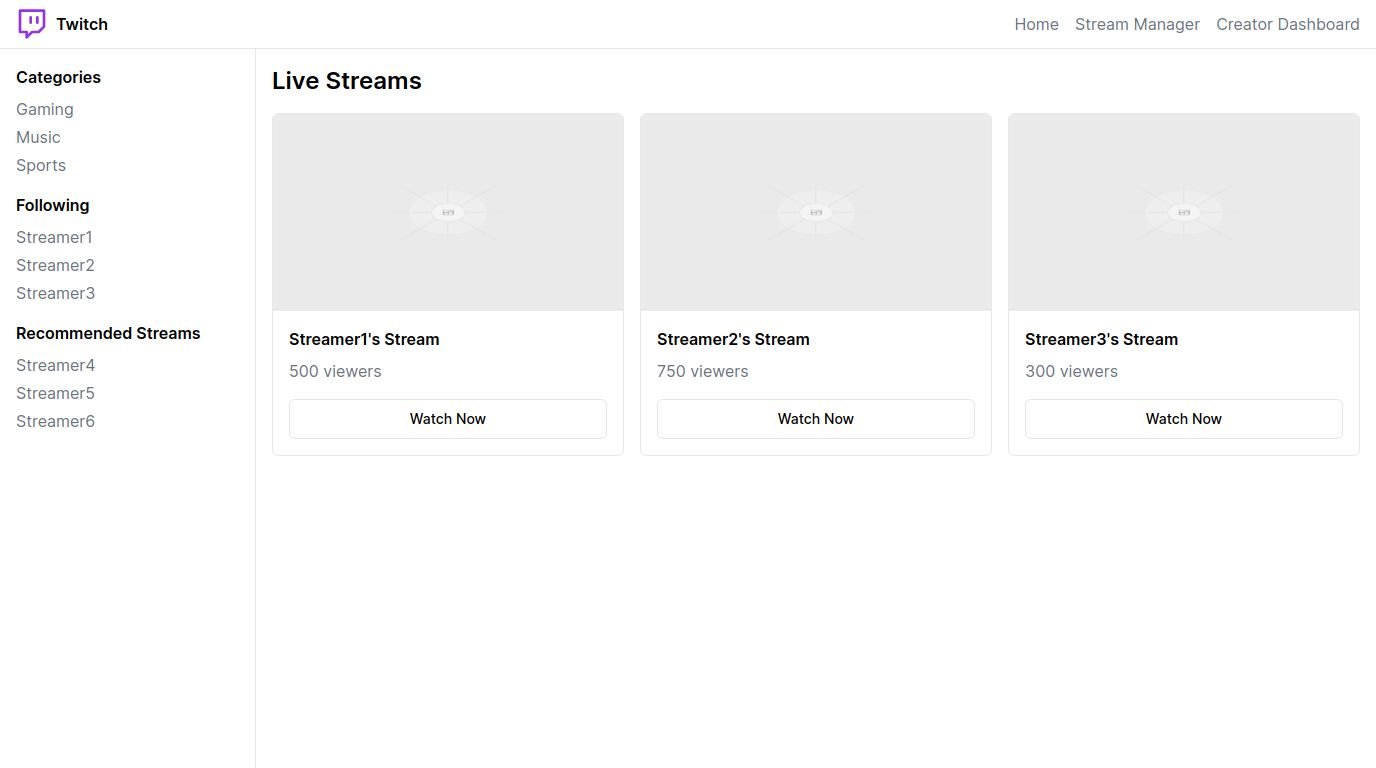 Twitch
Home Stream Manager Creator Dashboard
Categories
Gaming
Music
Sports
Following
Streamer1
Streamer2
Streamer3
Recommended Streams
Streamer4
Streamer5
Streamer6
Live Streams
Streamer1's Stream
500 viewers
Watch Now
Streamer2's Stream
750 viewers
Watch Now
Streamer3's Stream
300 viewers
Watch Now